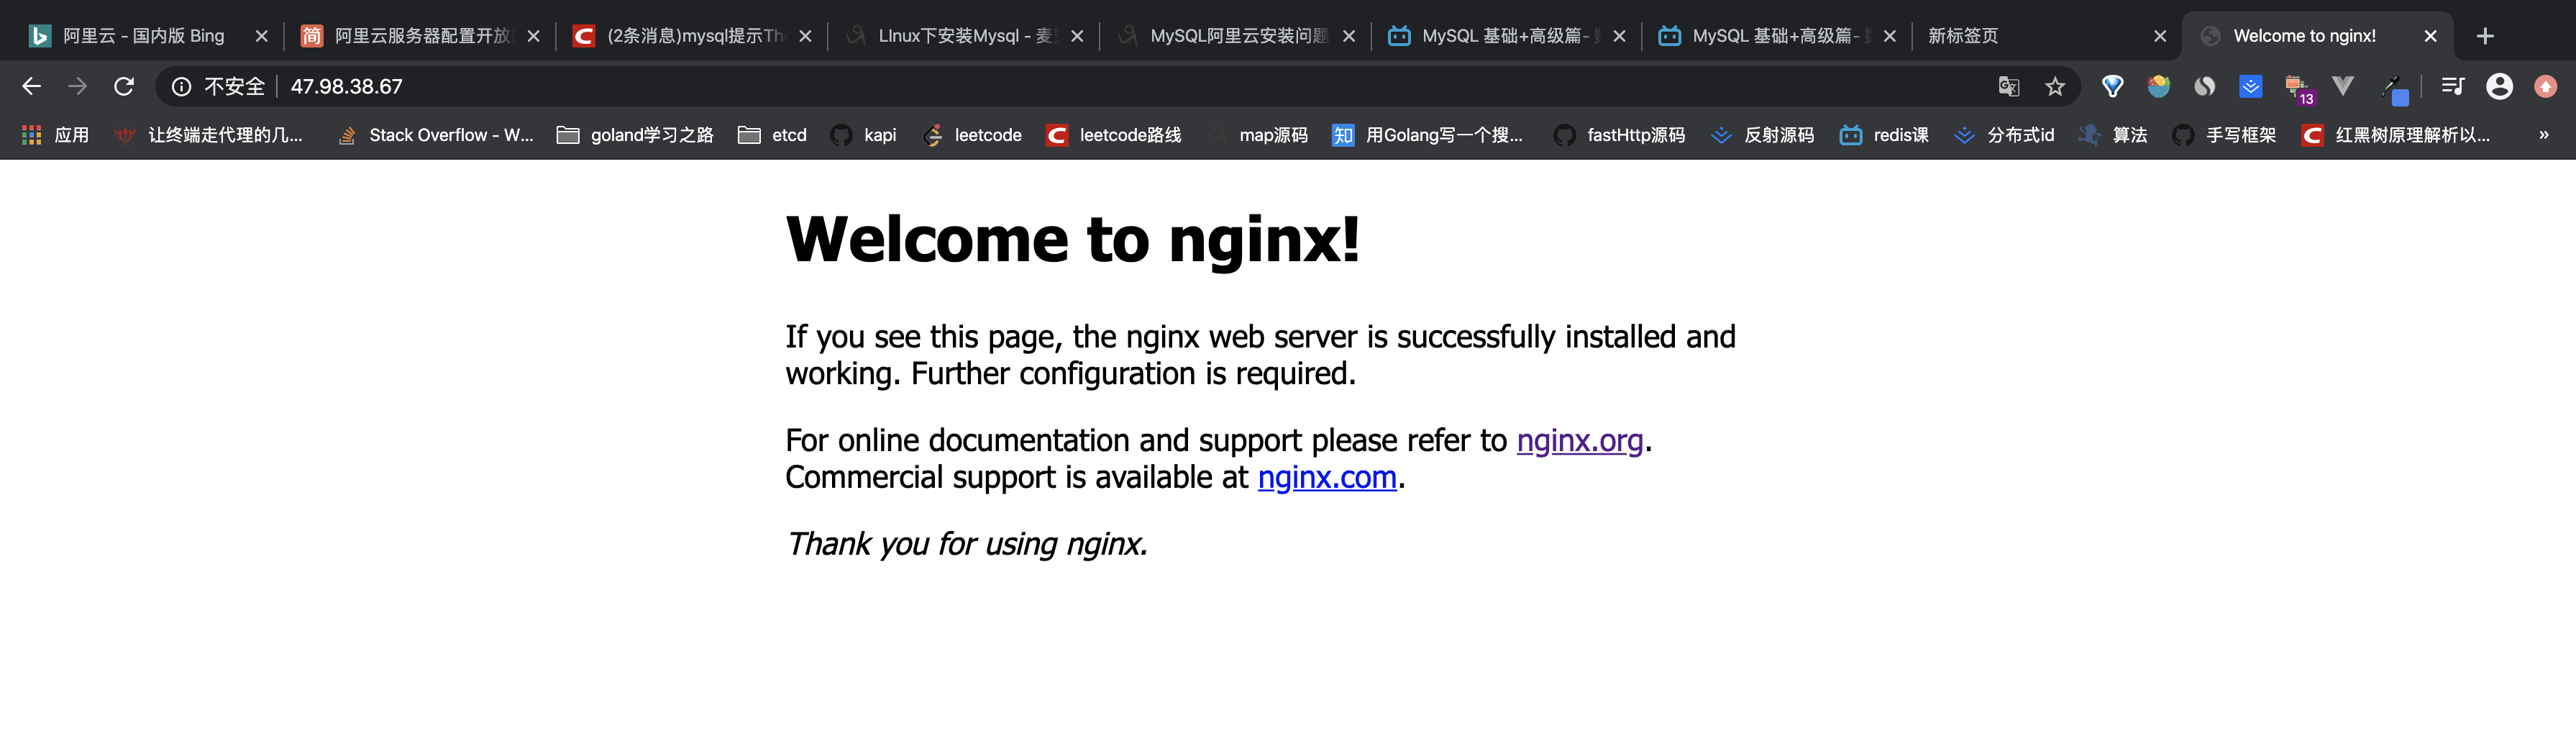 阿里云 - 国内版 Bing
阿里云服务器配置开放
(2条消息)mysql提示Th
LInux下安装Mysql - 麦
MySQL阿里云安装问题
MySQL 基础+高级篇-
MySQL 基础+高级篇-
新标签页
Welcome to nginx!
不安全
47.98.38.67
13
应用
让终端走代理的几...
Stack Overflow - W...
goland学习之路
etcd
kapi
leetcode
leetcode路线
map源码
知
用Golang写一个搜...
fastHttp源码
反射源码
redis课
分布式id
算法
手写框架
红黑树原理解析以...
»
Welcome to nginx!
If you see this page, the nginx web server is successfully installed and
working. Further configuration is required.
For online documentation and support please refer to nginx.org.
Commercial support is available at nginx.com.
Thank you for using nginx.